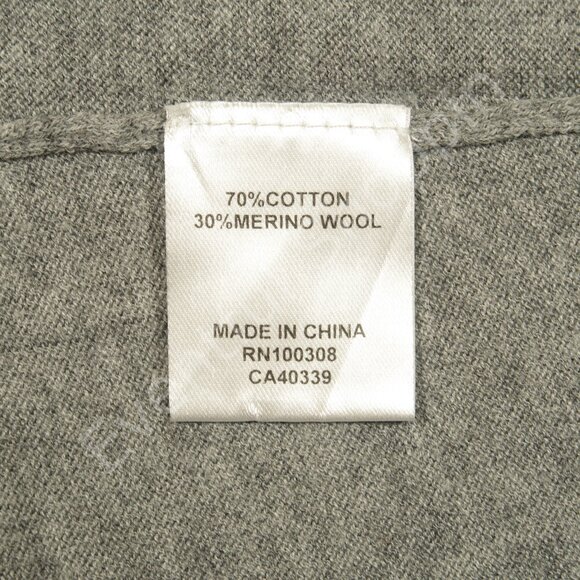 70%COTTON
30%MERINO WOOL
MADE IN CHINA
RN100308
CA40339